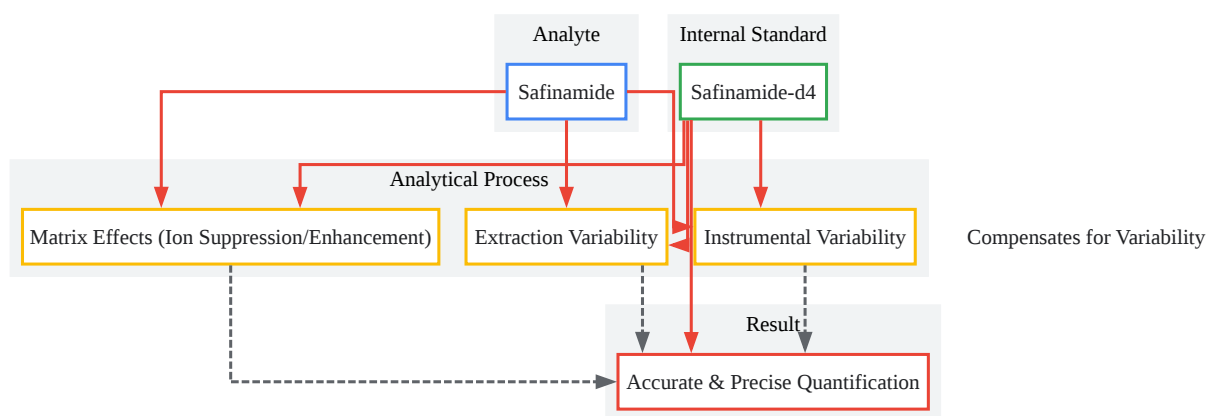 Analyte
Internal Standard
Safinamide
Safinamide-d4
Analytical Process
Matrix Effects (Ion Suppression/Enhancement)
Extraction Variability
Instrumental Variability
Compensates for Variability
Result
Accurate & Precise Quantification